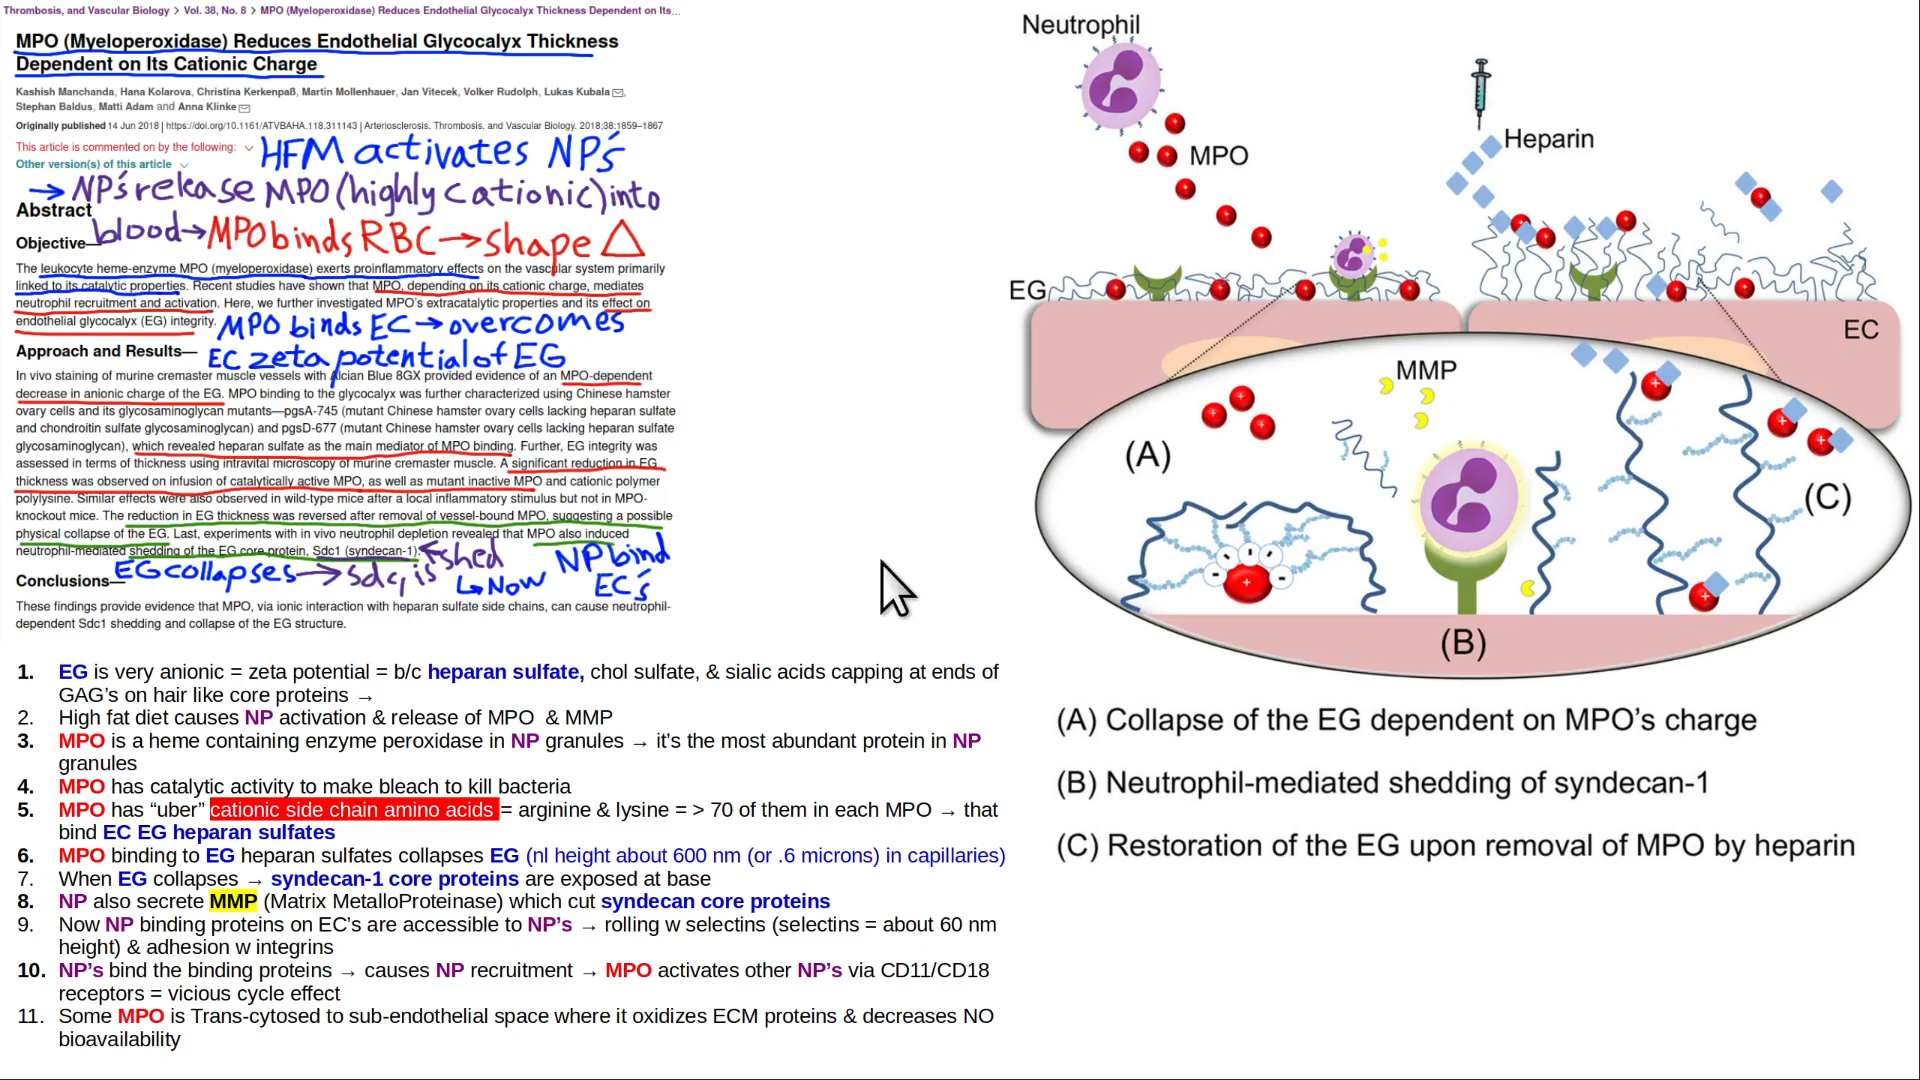 Thrombosis, and Vascular Biology > Vol. 38, No. 8 > MPO (Myeloperoxidase) Reduces Endothelial Glycocalyx Thickness Dependent on Its…
MPO (Myeloperoxidase) Reduces Endothelial Glycocalyx Thickness
Dependent on Its Cationic Charge
Kashish Manchanda, Hana Kolarova, Christina Kerkenpaß, Martin Mollenhauer, Jan Vitecek, Volker Rudolph, Lukas Kubala,
Stephan Baldus, Matti Adam and Anna Klinke
Originally published 14 Jun 2018 | https://doi.org/10.1161/ATVBAHA.118.311143 | Arteriosclerosis, Thrombosis, and Vascular Biology. 2018;38:1859–1867
This article is commented on by the following:
Other version(s) of this article
HFM activates NP's
→ NP's release MPO (highly cationic) into
blood → MPO binds RBC → shape △
Abstract
Objective—
The leukocyte heme-enzyme MPO (myeloperoxidase) exerts proinflammatory effects on the vascular system primarily
linked to its catalytic properties. Recent studies have shown that MPO, depending on its cationic charge, mediates
neutrophil recruitment and activation. Here, we further investigated MPO's extracatalytic properties and its effect on
endothelial glycocalyx (EG) integrity.
MPO binds EC → overcomes
EC zeta potential of EG
Approach and Results—
In vivo staining of murine cremaster muscle vessels with Alcian Blue 8GX provided evidence of an MPO-dependent
decrease in anionic charge of the EG. MPO binding to the glycocalyx was further characterized using Chinese hamster
ovary cells and its glycosaminoglycan mutants—pgsA-745 (mutant Chinese hamster ovary cells lacking heparan sulfate
and chondroitin sulfate glycosaminoglycan) and pgsD-677 (mutant Chinese hamster ovary cells lacking heparan sulfate
glycosaminoglycan), which revealed heparan sulfate as the main mediator of MPO binding. Further, EG integrity was
assessed in terms of thickness using intravital microscopy of murine cremaster muscle. A significant reduction in EG
thickness was observed on infusion of catalytically active MPO, as well as mutant inactive MPO and cationic polymer
polylysine. Similar effects were also observed in wild-type mice after a local inflammatory stimulus but not in MPO-
knockout mice. The reduction in EG thickness was reversed after removal of vessel-bound MPO, suggesting a possible
physical collapse of the EG. Last, experiments with in vivo neutrophil depletion revealed that MPO also induced
neutrophil-mediated shedding of the EG core protein, Sdc1 (syndecan-1).
EG collapses → Sdc, is shed
↳ Now NP bind
EC's
Conclusions—
These findings provide evidence that MPO, via ionic interaction with heparan sulfate side chains, can cause neutrophil-
dependent Sdc1 shedding and collapse of the EG structure.
1. EG is very anionic = zeta potential = b/c heparan sulfate, chol sulfate, & sialic acids capping at ends of
GAG's on hair like core proteins →
2. High fat diet causes NP activation & release of MPO & MMP
3. MPO is a heme containing enzyme peroxidase in NP granules → it's the most abundant protein in NP
granules
4. MPO has catalytic activity to make bleach to kill bacteria
5. MPO has “uber” cationic side chain amino acids = arginine & lysine = > 70 of them in each MPO → that
bind EC EG heparan sulfates
6. MPO binding to EG heparan sulfates collapses EG (nl height about 600 nm (or .6 microns) in capillaries)
7. When EG collapses → syndecan-1 core proteins are exposed at base
8. NP also secrete MMP (Matrix MetalloProteinase) which cut syndecan core proteins
9. Now NP binding proteins on EC's are accessible to NP's → rolling w selectins (selectins = about 60 nm
height) & adhesion w integrins
10. NP's bind the binding proteins → causes NP recruitment → MPO activates other NP's via CD11/CD18
receptors = vicious cycle effect
11. Some MPO is Trans-cytosed to sub-endothelial space where it oxidizes ECM proteins & decreases NO
bioavailability
Neutrophil
MPO
Heparin
EG
EC
MMP
(A)
(C)
(B)
(A) Collapse of the EG dependent on MPO's charge
(B) Neutrophil-mediated shedding of syndecan-1
(C) Restoration of the EG upon removal of MPO by heparin